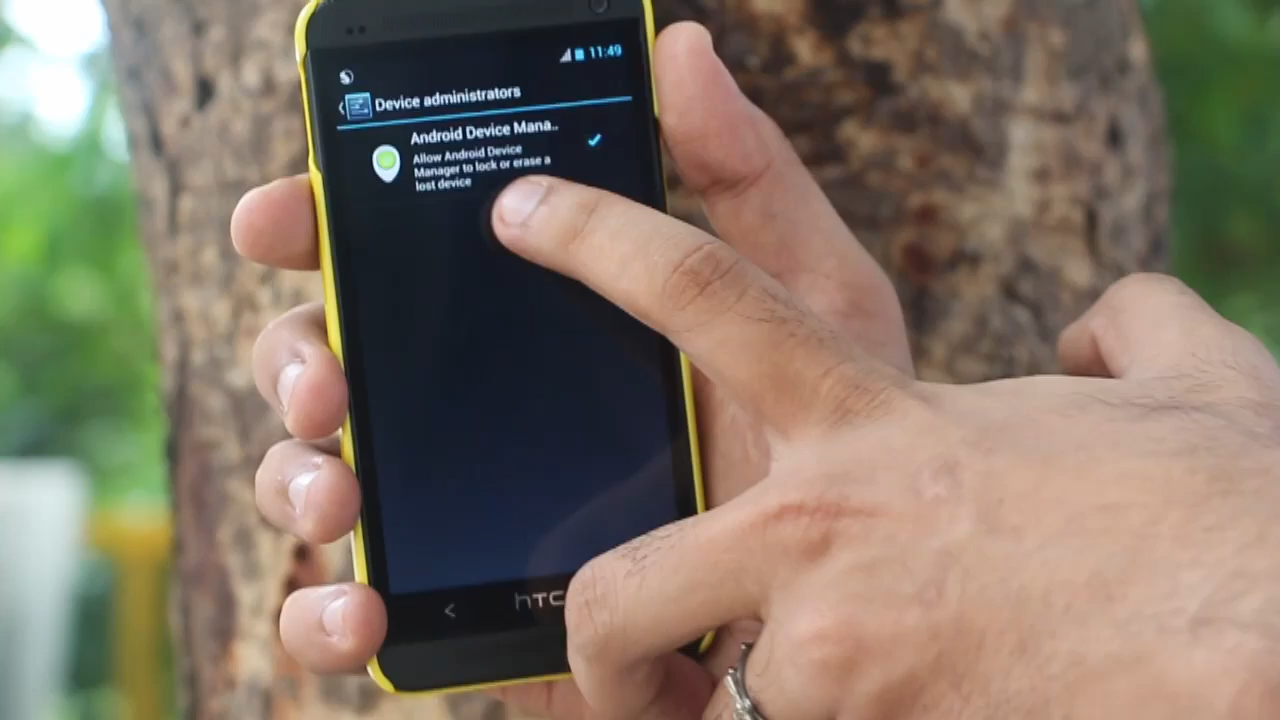 11:49
Device administrators
Android Device Mana..
Allow Android Device
Manager to lock or erase a
lost device
hTC